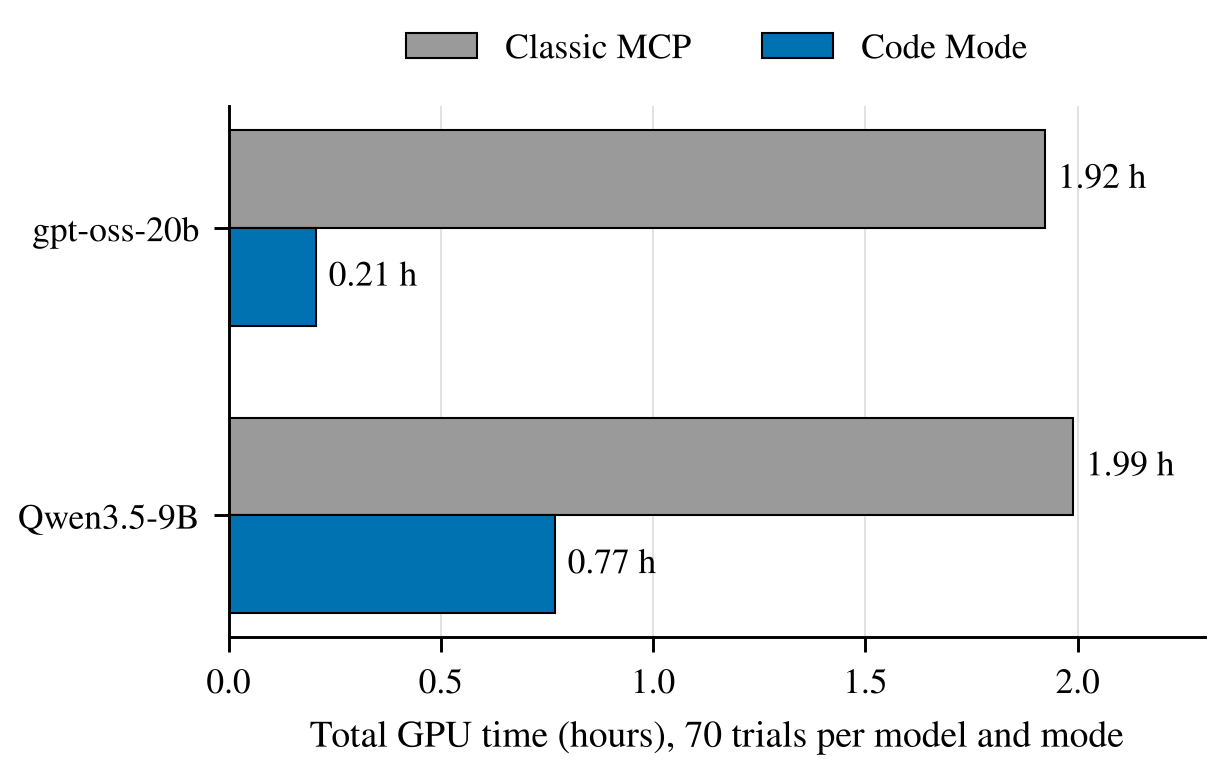 Classic MCP Code Mode
1.92 h
gpt-oss-20b
0.21 h
1.99 h
Qwen3.5-9B
0.77 h
0.0 0.5 1.0 1.5 2.0
Total GPU time (hours), 70 trials per model and mode